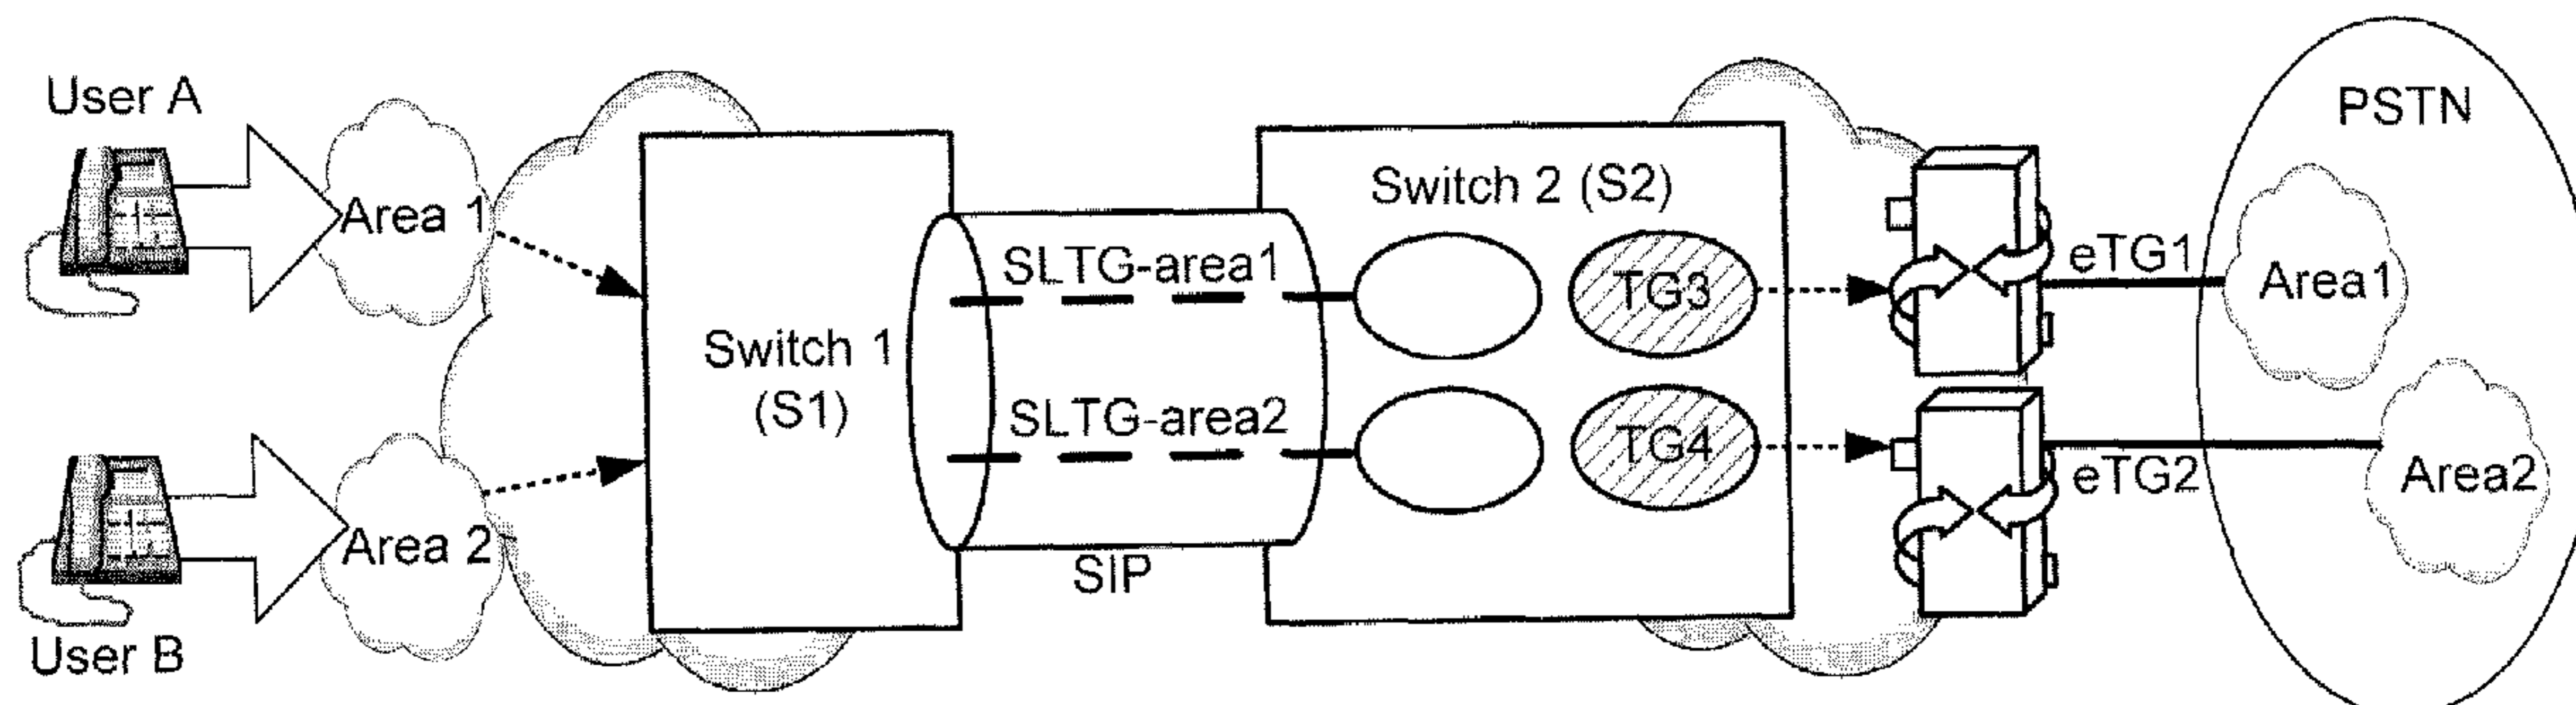 User A
Area 1
Switch 1
(S1)
SLTG-area1
SLTG-area2
SIP
Switch 2 (S2)
TG3
TG4
eTG1
eTG2
PSTN
Area1
Area2
Area 2
User B